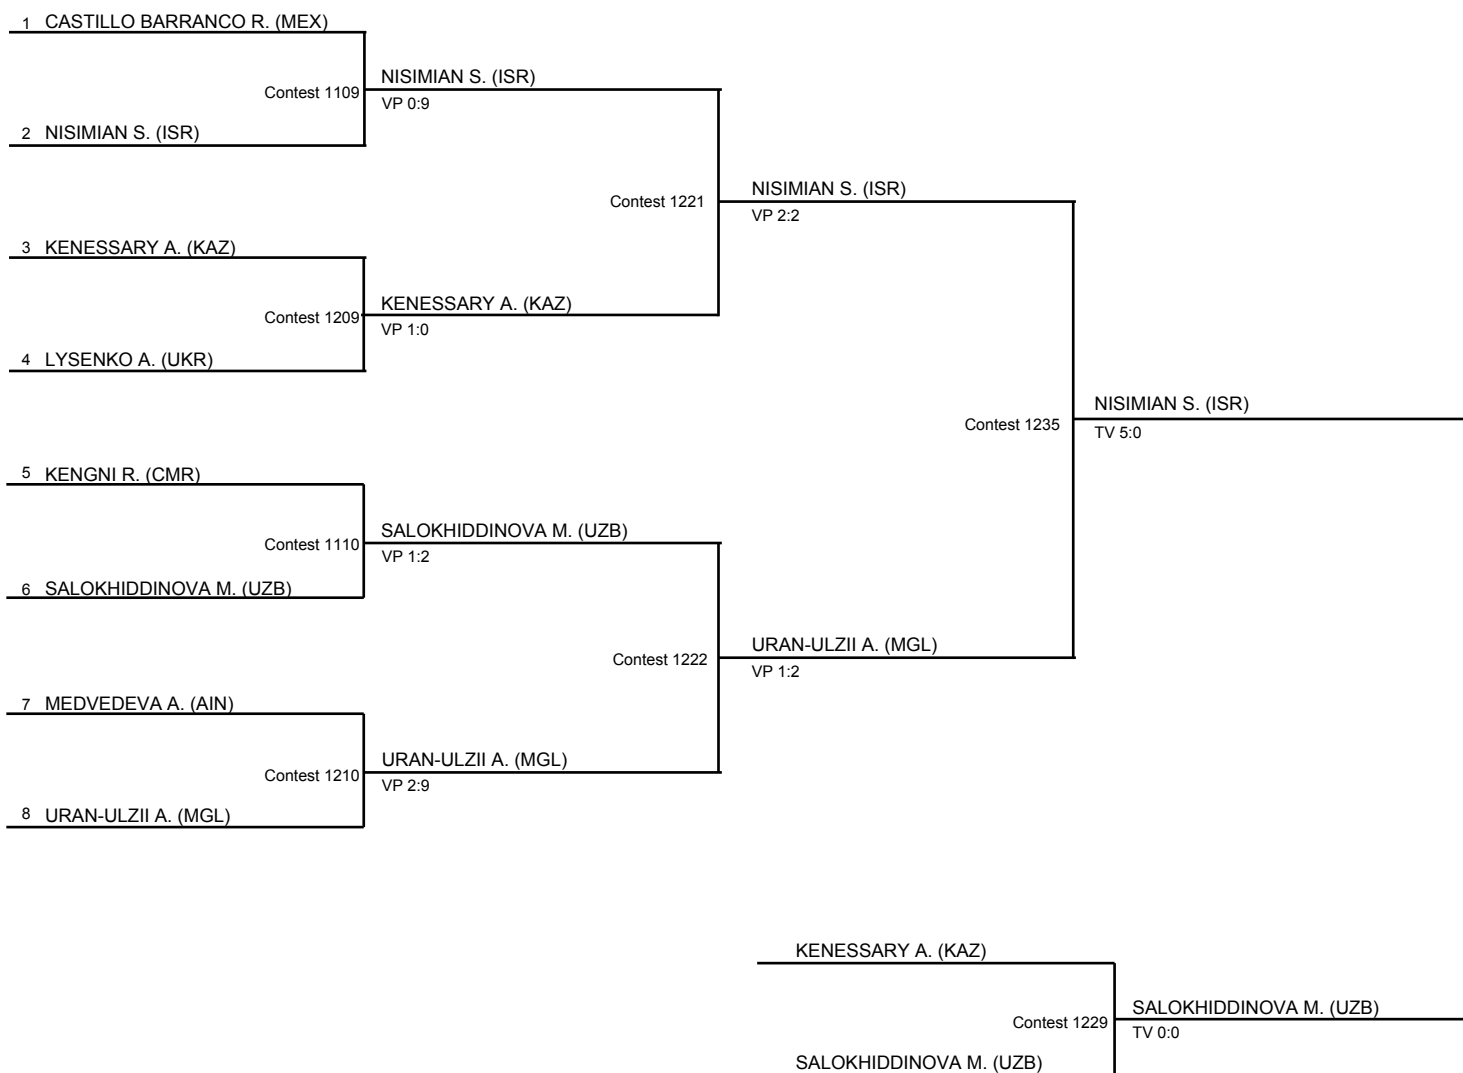 1 CASTILLO BARRANCO R. (MEX)
NISIMIAN S. (ISR)
Contest 1109
VP 0:9
2 NISIMIAN S. (ISR)
NISIMIAN S. (ISR)
Contest 1221
VP 2:2
3 KENESSARY A. (KAZ)
KENESSARY A. (KAZ)
Contest 1209
VP 1:0
4 LYSENKO A. (UKR)
NISIMIAN S. (ISR)
Contest 1235
TV 5:0
5 KENGNI R. (CMR)
SALOKHIDDINOVA M. (UZB)
Contest 1110
VP 1:2
6 SALOKHIDDINOVA M. (UZB)
URAN-ULZII A. (MGL)
Contest 1222
VP 1:2
7 MEDVEDEVA A. (AIN)
URAN-ULZII A. (MGL)
Contest 1210
VP 2:9
8 URAN-ULZII A. (MGL)
KENESSARY A. (KAZ)
SALOKHIDDINOVA M. (UZB)
Contest 1229
TV 0:0
SALOKHIDDINOVA M. (UZB)